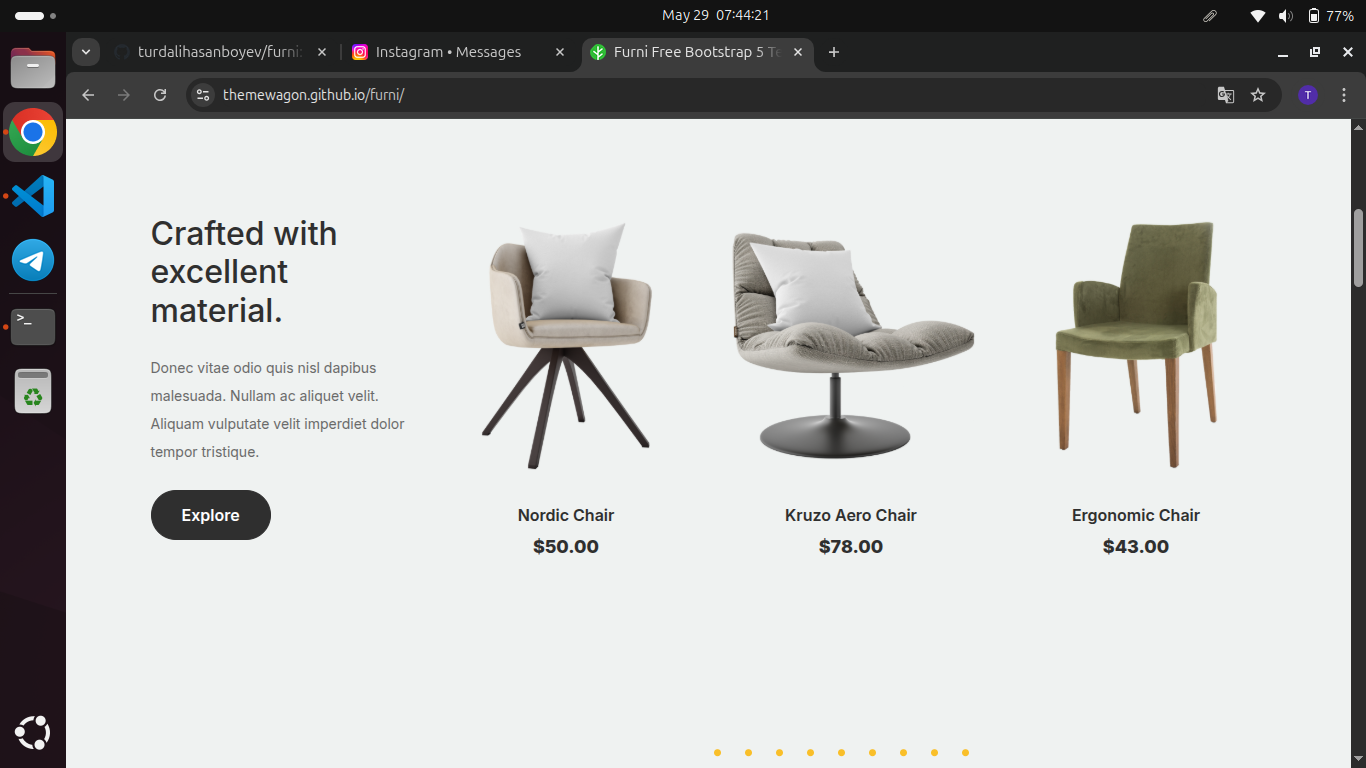 May 29  07:44:21
77%
turdalihasanboyev/furni:
Instagram • Messages
Furni Free Bootstrap 5 Te
themewagon.github.io/furni/
T
>_
Crafted with
excellent
material.
Donec vitae odio quis nisl dapibus
malesuada. Nullam ac aliquet velit.
Aliquam vulputate velit imperdiet dolor
tempor tristique.
Explore
Nordic Chair
$50.00
Kruzo Aero Chair
$78.00
Ergonomic Chair
$43.00